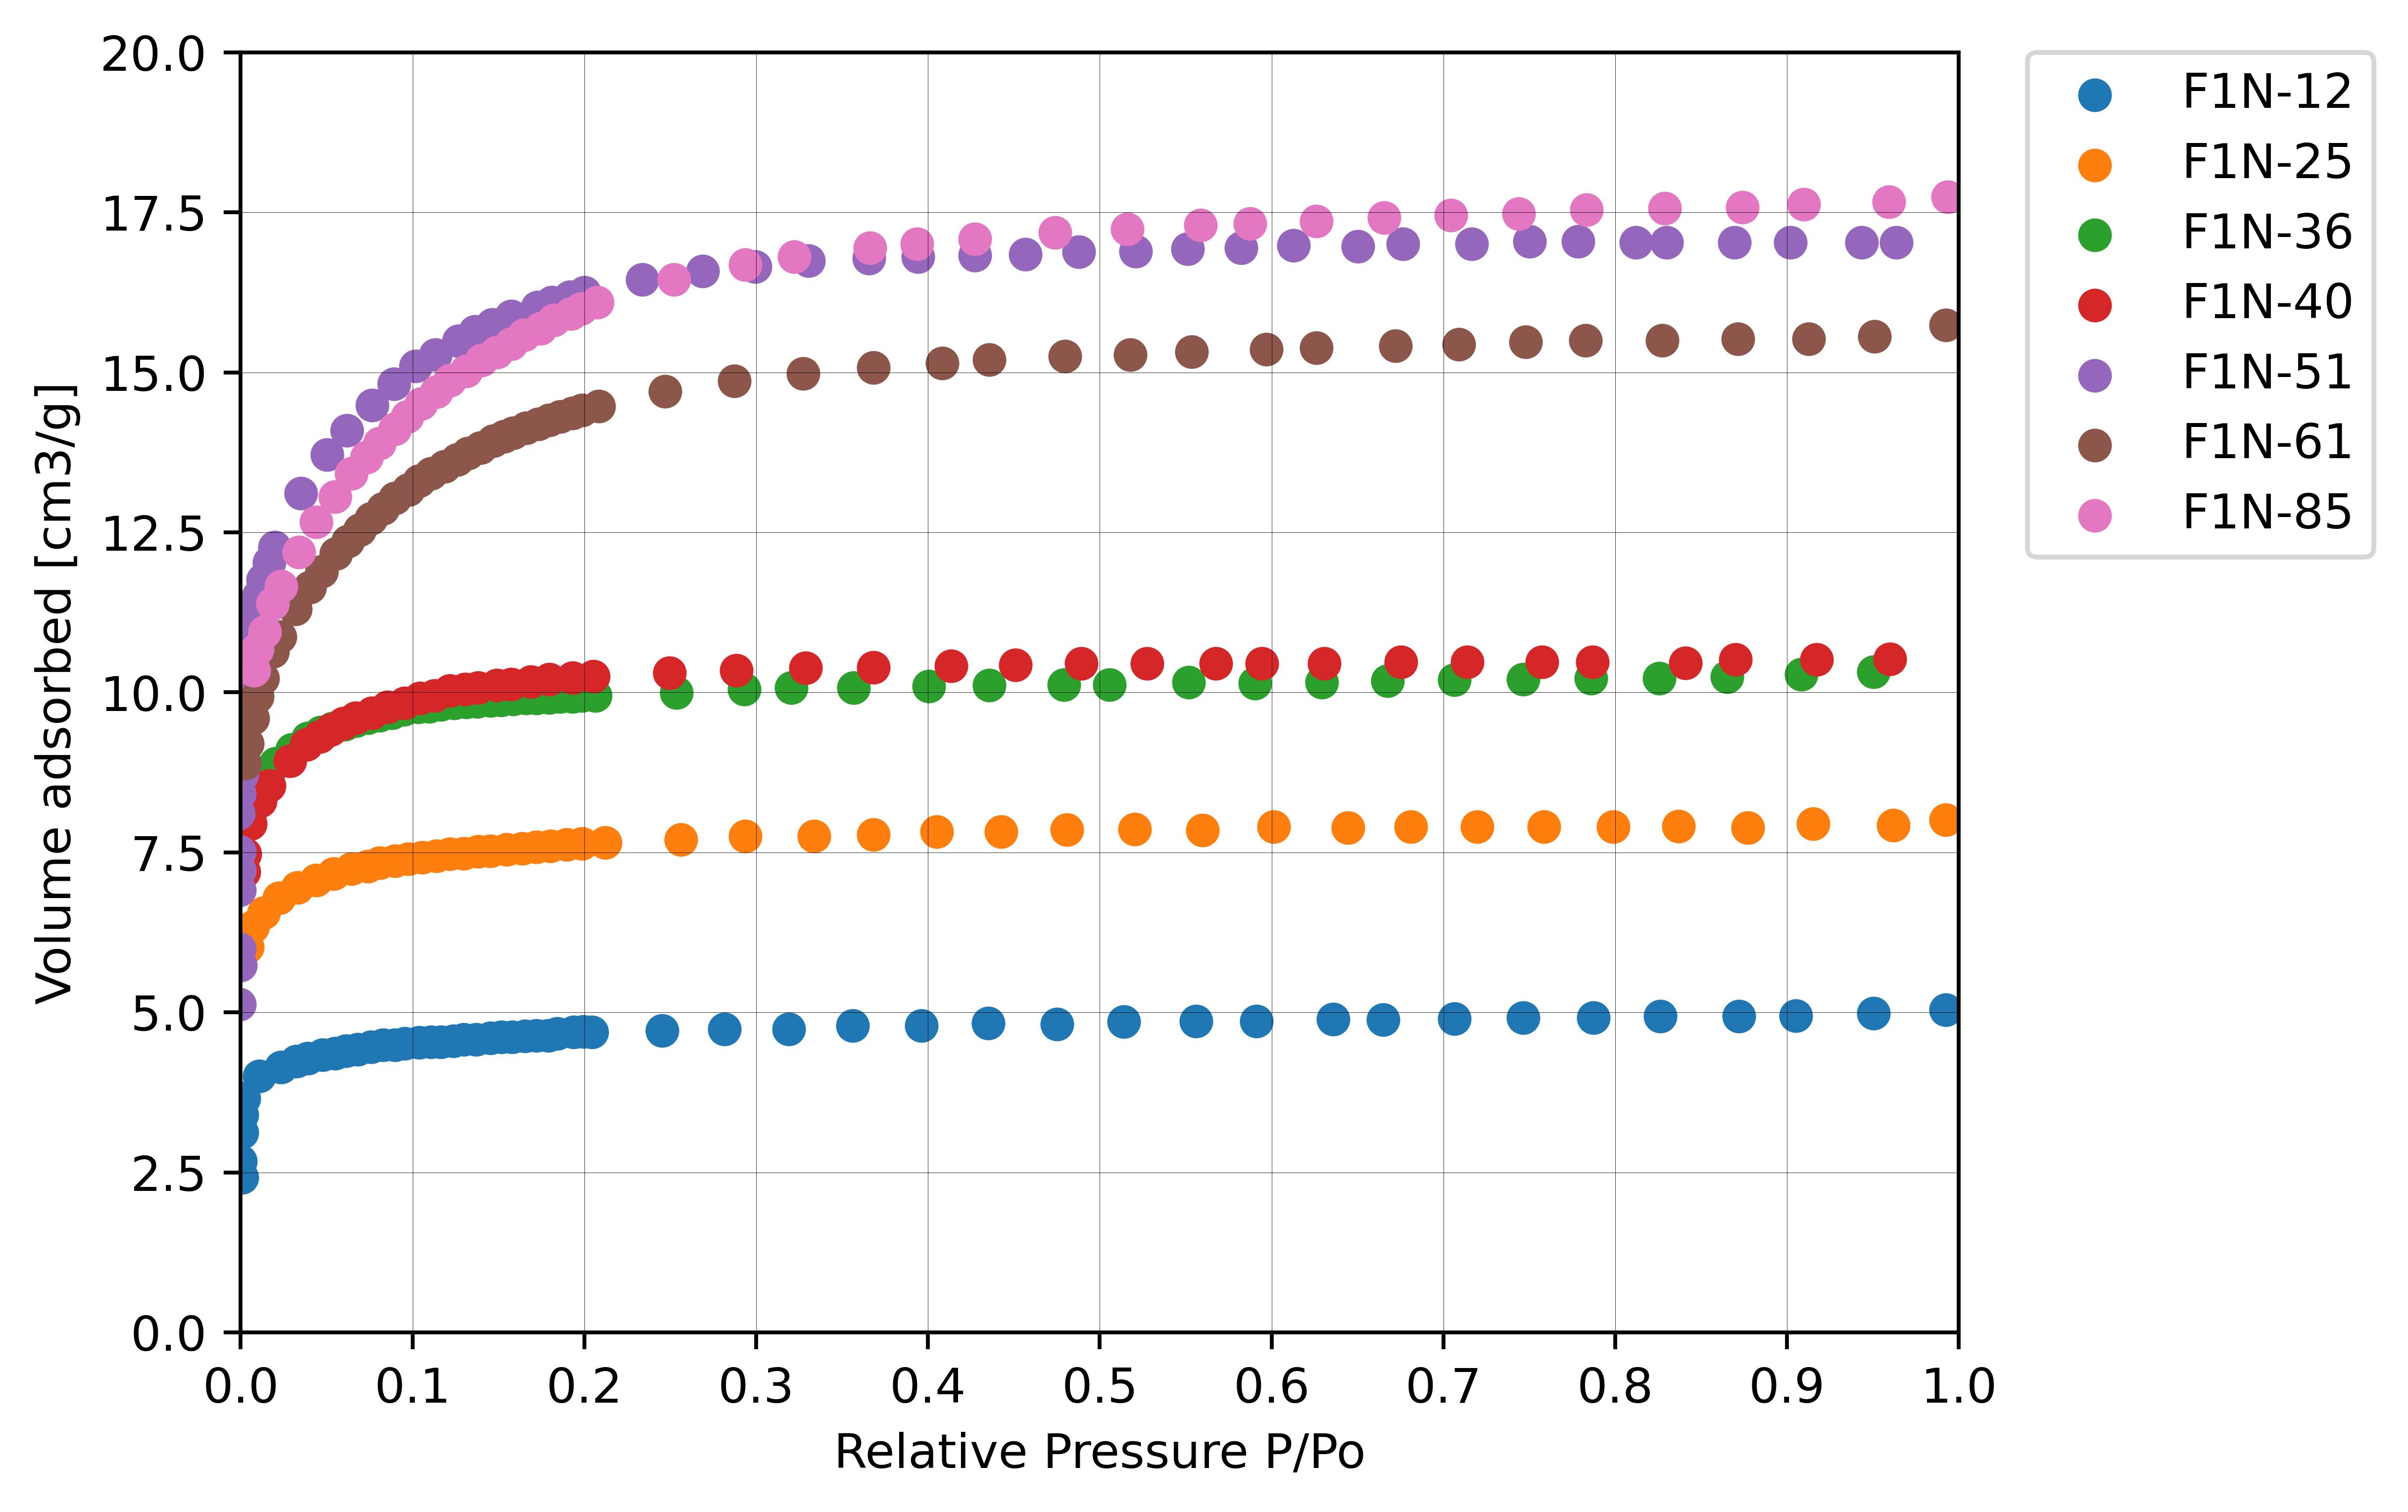 20.0
17.5
15.0
12.5
10.0
7.5
5.0
2.5
0.0
Volume adsorbed [cm3/g]
0.0 0.1 0.2 0.3 0.4 0.5 0.6 0.7 0.8 0.9 1.0
Relative Pressure P/Po
F1N-12
F1N-25
F1N-36
F1N-40
F1N-51
F1N-61
F1N-85